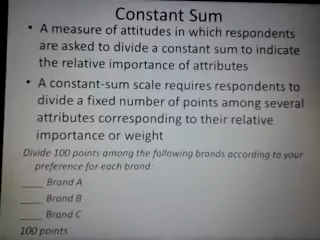 Constant Sum
• A measure of attitudes in which respondents
are asked to divide a constant sum to indicate
the relative importance of attributes
• A constant-sum scale requires respondents to
divide a fixed number of points among several
attributes corresponding to their relative
importance or weight
Divide 100 points among the following brands according to your
preference for each brand:
____ Brand A
____ Brand B
____ Brand C
100 points